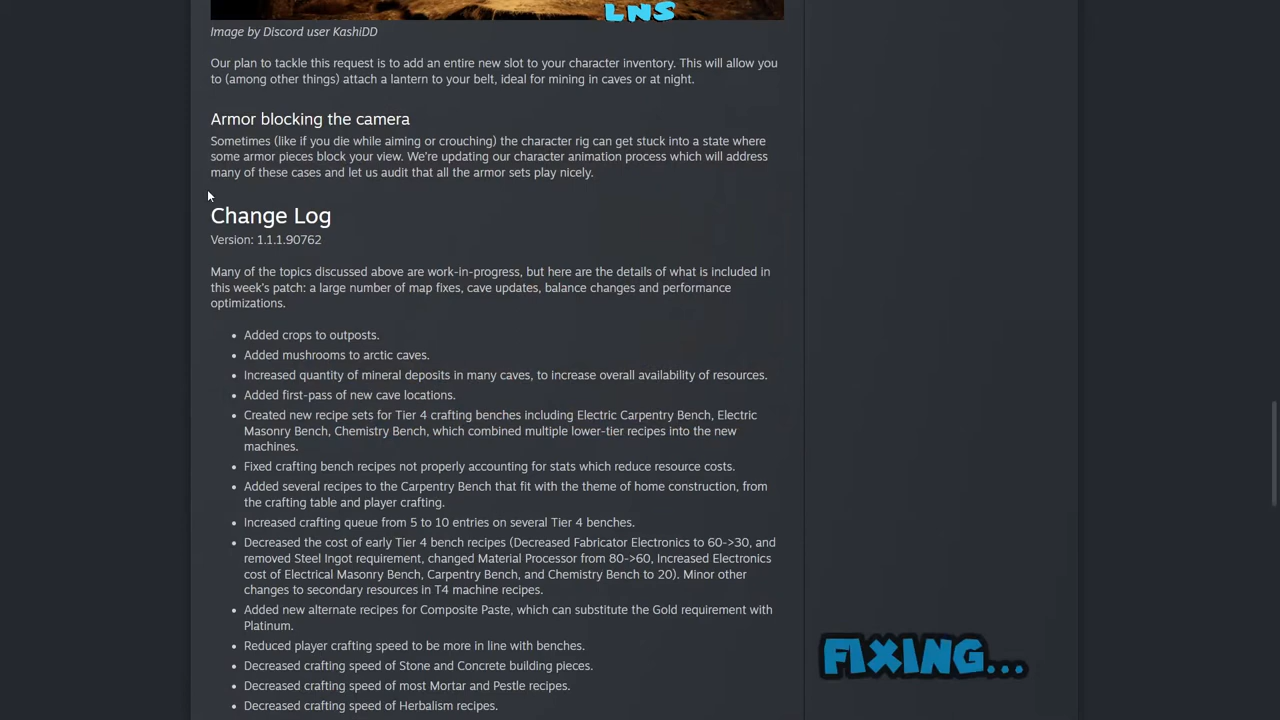 LNS
Image by Discord user KashiDD
Our plan to tackle this request is to add an entire new slot to your character inventory. This will allow you
to (among other things) attach a lantern to your belt, ideal for mining in caves or at night.
Armor blocking the camera
Sometimes (like if you die while aiming or crouching) the character rig can get stuck into a state where
some armor pieces block your view. We're updating our character animation process which will address
many of these cases and let us audit that all the armor sets play nicely.
Change Log
Version: 1.1.1.90762
Many of the topics discussed above are work-in-progress, but here are the details of what is included in
this week's patch: a large number of map fixes, cave updates, balance changes and performance
optimizations.
• Added crops to outposts.
• Added mushrooms to arctic caves.
• Increased quantity of mineral deposits in many caves, to increase overall availability of resources.
• Added first-pass of new cave locations.
• Created new recipe sets for Tier 4 crafting benches including Electric Carpentry Bench, Electric
Masonry Bench, Chemistry Bench, which combined multiple lower-tier recipes into the new
machines.
• Fixed crafting bench recipes not properly accounting for stats which reduce resource costs.
• Added several recipes to the Carpentry Bench that fit with the theme of home construction, from
the crafting table and player crafting.
• Increased crafting queue from 5 to 10 entries on several Tier 4 benches.
• Decreased the cost of early Tier 4 bench recipes (Decreased Fabricator Electronics to 60->30, and
removed Steel Ingot requirement, changed Material Processor from 80->60, Increased Electronics
cost of Electrical Masonry Bench, Carpentry Bench, and Chemistry Bench to 20). Minor other
changes to secondary resources in T4 machine recipes.
• Added new alternate recipes for Composite Paste, which can substitute the Gold requirement with
Platinum.
• Reduced player crafting speed to be more in line with benches.
• Decreased crafting speed of Stone and Concrete building pieces.
• Decreased crafting speed of most Mortar and Pestle recipes.
• Decreased crafting speed of Herbalism recipes.
FIXING...